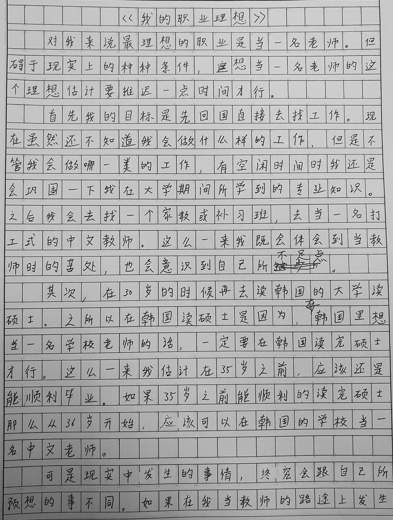 《我的职业理想》
对我来说最理想的职业是当一名老师。但
碍于现实上的种种条件，想当一名老师的这
个理想估计要推迟一点时间才行。
首先我的目标是先回国直接去找工作。现
在虽然还不知道我会做什么样的工作，但是不
管我会做哪一类的工作，有空闲时间时我还是
会巩固一下我在大学期间所学到的专业知识。
之后我会去找一个家教或补习班，去当一名打
工式的中文教师。这么一来我既会体会到当教
师时的苦处，也会意识到自己所不足点。
其次，在30岁的时候再去读韩国的大学读
硕士。之所以在韩国读硕士是因为在韩国里想
当一名学校老师的话，一定要在韩国读完硕士
才行。这么一来我估计在35岁之前，应该还是
能顺利毕业。如果35岁之前能顺利的读完硕士
那么从36岁开始，应该可以在韩国的学校当一
名中文老师。
可是现实中发生的事情，终究会跟自己所
预想的事不同。如果在我当教师的路途上发生